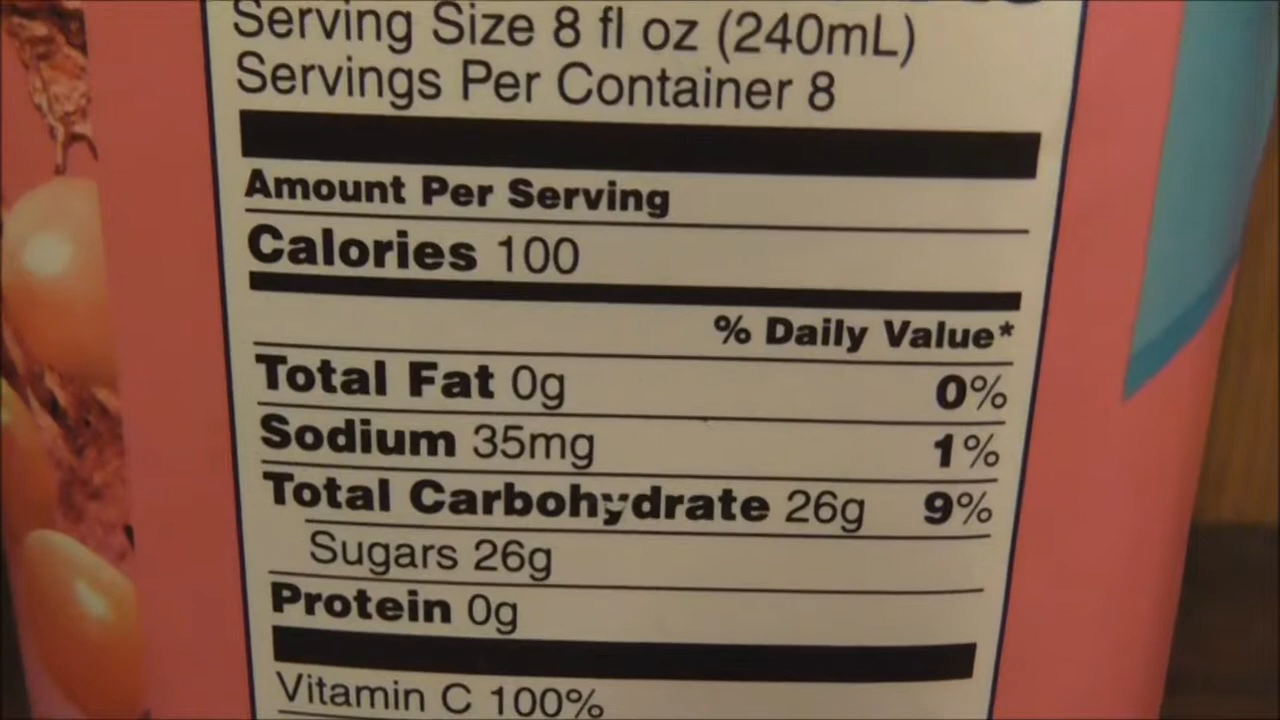 Serving Size 8 fl oz (240mL)
Servings Per Container 8
Amount Per Serving
Calories 100
% Daily Value*
Total Fat 0g 0%
Sodium 35mg 1%
Total Carbohydrate 26g 9%
Sugars 26g
Protein 0g
Vitamin C 100%